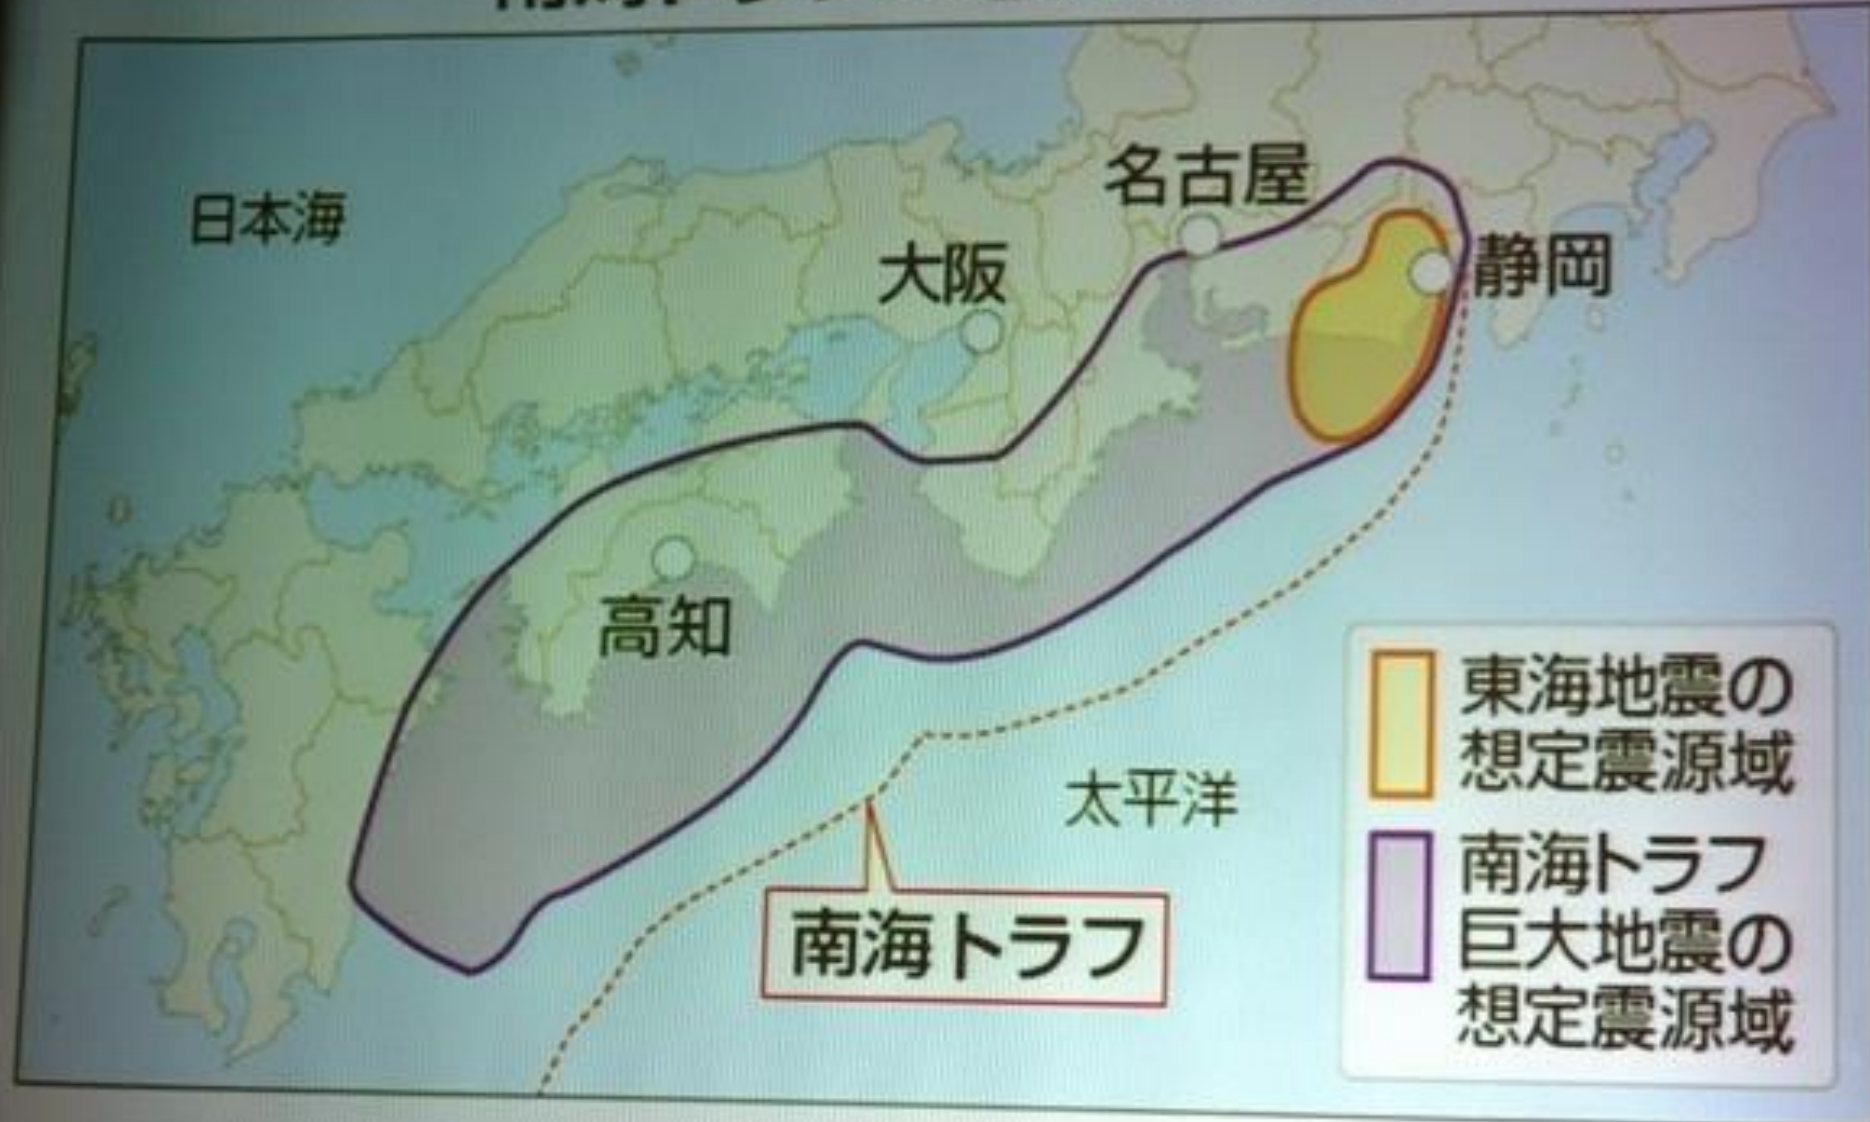 日本海
名古屋
大阪
静岡
高知
太平洋
南海トラフ
東海地震の
想定震源域
南海トラフ
巨大地震の
想定震源域